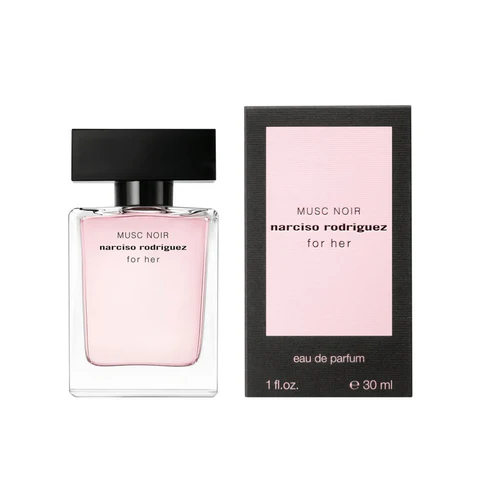 MUSC NOIR
narciso rodriguez
for her
MUSC NOIR
narciso rodriguez
for her
eau de parfum
1 fl.oz. ℮ 30 ml